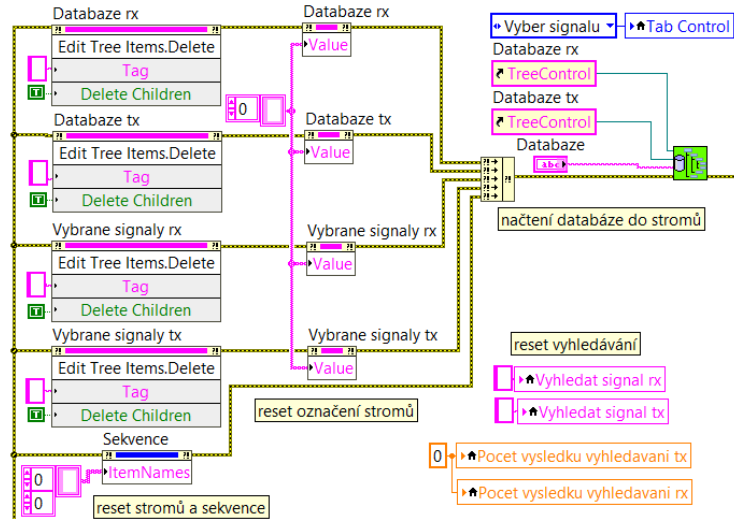 Databaze rx
Edit Tree Items.Delete
Tag
T
Delete Children
Value
0
Databaze tx
Edit Tree Items.Delete
Tag
T
Delete Children
Databaze tx
Value
Vybrane signaly rx
Edit Tree Items.Delete
Tag
T
Delete Children
Vybrane signaly rx
Value
Vybrane signaly tx
Edit Tree Items.Delete
Tag
T
Delete Children
Vybrane signaly tx
Value
Sekvence
ItemNames
0
0
reset stromů a sekvence
reset označení stromů
Databaze rx
Vyber signalu
Tab Control
Databaze rx
TreeControl
Databaze tx
TreeControl
Databaze
abc
načtení databáze do stromů
reset vyhledávání
Vyhledat signal rx
Vyhledat signal tx
0
Pocet vysledku vyhledavani tx
Pocet vysledku vyhledavani rx